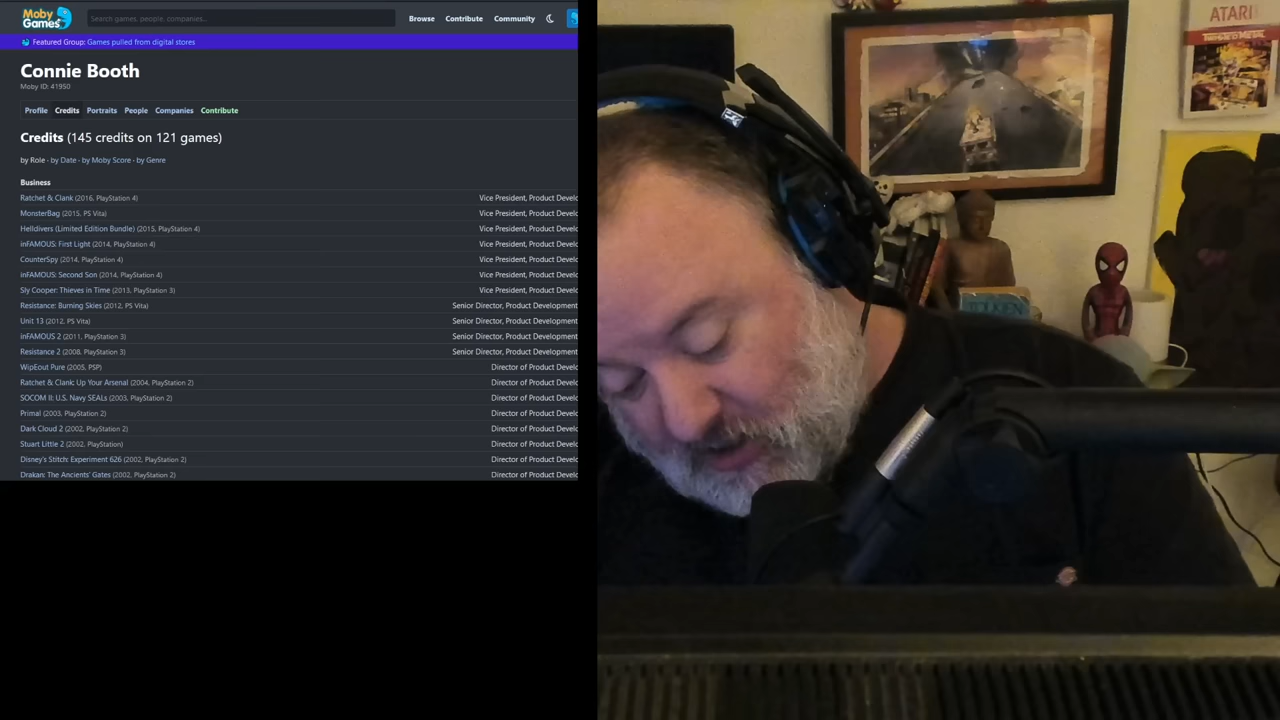 Moby
Games
Search games, people, companies...
Browse Contribute Community
Featured Group: Games pulled from digital stores
Connie Booth
Moby ID: 41950
Profile Credits Portraits People Companies Contribute
Credits (145 credits on 121 games)
by Role · by Date · by Moby Score · by Genre
Business
Ratchet & Clank (2016, PlayStation 4) Vice President, Product Develo
MonsterBag (2015, PS Vita) Vice President, Product Develo
Helldivers (Limited Edition Bundle) (2015, PlayStation 4) Vice President, Product Develo
inFAMOUS: First Light (2014, PlayStation 4) Vice President, Product Develo
CounterSpy (2014, PlayStation 4) Vice President, Product Develo
inFAMOUS: Second Son (2014, PlayStation 4) Vice President, Product Develo
Sly Cooper: Thieves in Time (2013, PlayStation 3) Vice President, Product Develo
Resistance: Burning Skies (2012, PS Vita) Senior Director, Product Development
Unit 13 (2012, PS Vita) Senior Director, Product Development
inFAMOUS 2 (2011, PlayStation 3) Senior Director, Product Development
Resistance 2 (2008, PlayStation 3) Senior Director, Product Development
WipEout Pure (2005, PSP) Director of Product Develo
Ratchet & Clank: Up Your Arsenal (2004, PlayStation 2) Director of Product Develo
SOCOM II: U.S. Navy SEALs (2003, PlayStation 2) Director of Product Develo
Primal (2003, PlayStation 2) Director of Product Develo
Dark Cloud 2 (2002, PlayStation 2) Director of Product Develo
Stuart Little 2 (2002, PlayStation) Director of Product Develo
Disney's Stitch: Experiment 626 (2002, PlayStation 2) Director of Product Develo
Drakan: The Ancients' Gates (2002, PlayStation 2) Director of Product Develo
ATARI
TWISTED METAL
TOLKIEN